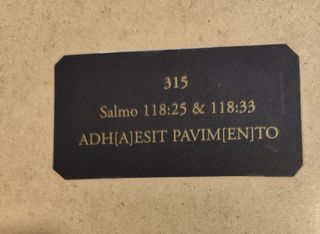 315
Salmo 118:25 & 118:33
ADH[A]ESIT PAVIM[EN]TO